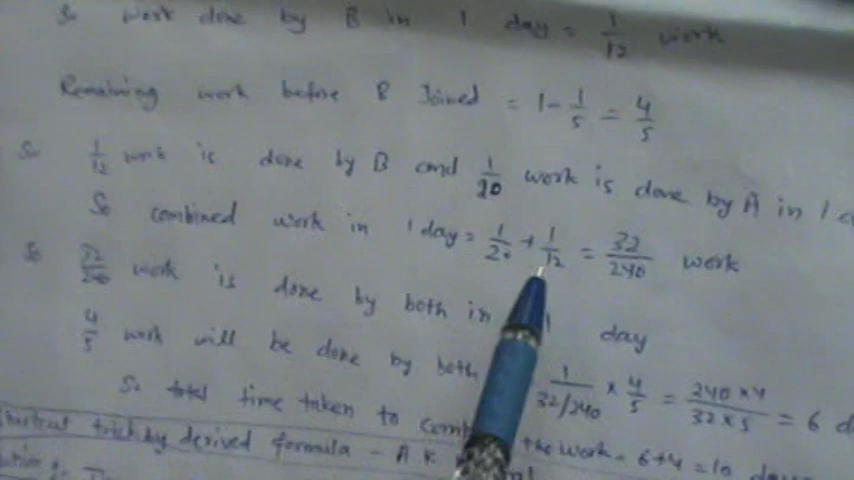 So work done by B in 1 day = 1/12 work
Remaining work before B Joined = 1 - 1/5 = 4/5
So 1/12 work is done by B and 1/20 work is done by A in 1
So combined work in 1 day = 1/20 + 1/12 = 32/240 work
So 32/240 work is done by both in 1 day
4/5 work will be done by both 1/(32/240) × 4/5 = (240×4)/(32×5) = 6 d
So total time taken to comp the work = 6+4 = 10 days
Shortcut trick by derived formula - A K